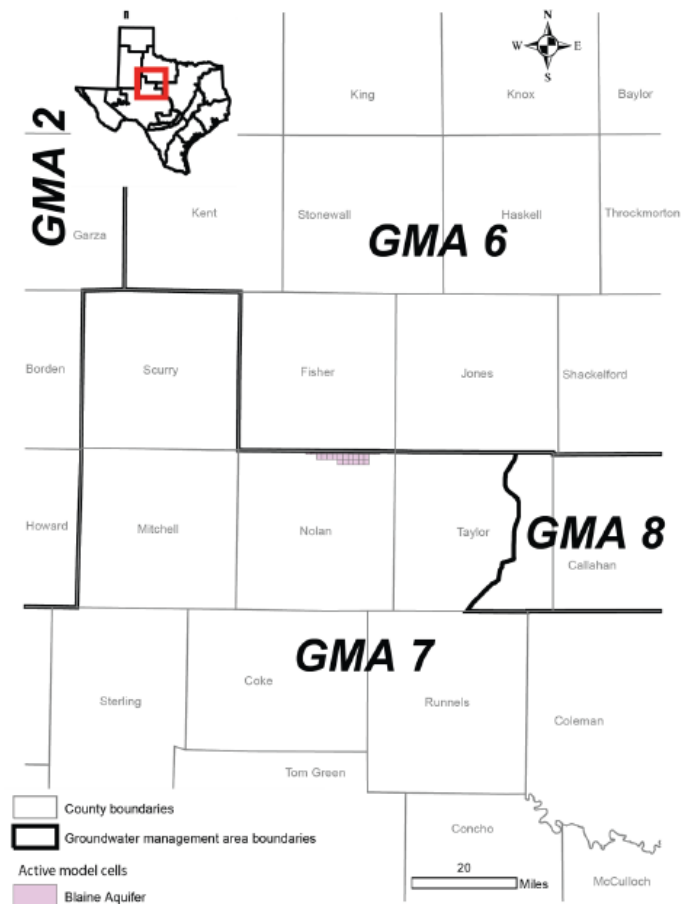 N
W E
S
King Knox Baylor
GMA 2
Garza Kent Stonewall Haskell Throckmorton
GMA 6
Borden Scurry Fisher Jones Shackelford
Howard Mitchell Nolan Taylor
GMA 8
Callahan
GMA 7
Coke
Sterling Runnels
Coleman
Tom Green
County boundaries
Groundwater management area boundaries
Concho
Active model cells
20
Miles
McCulloch
Blaine Aquifer